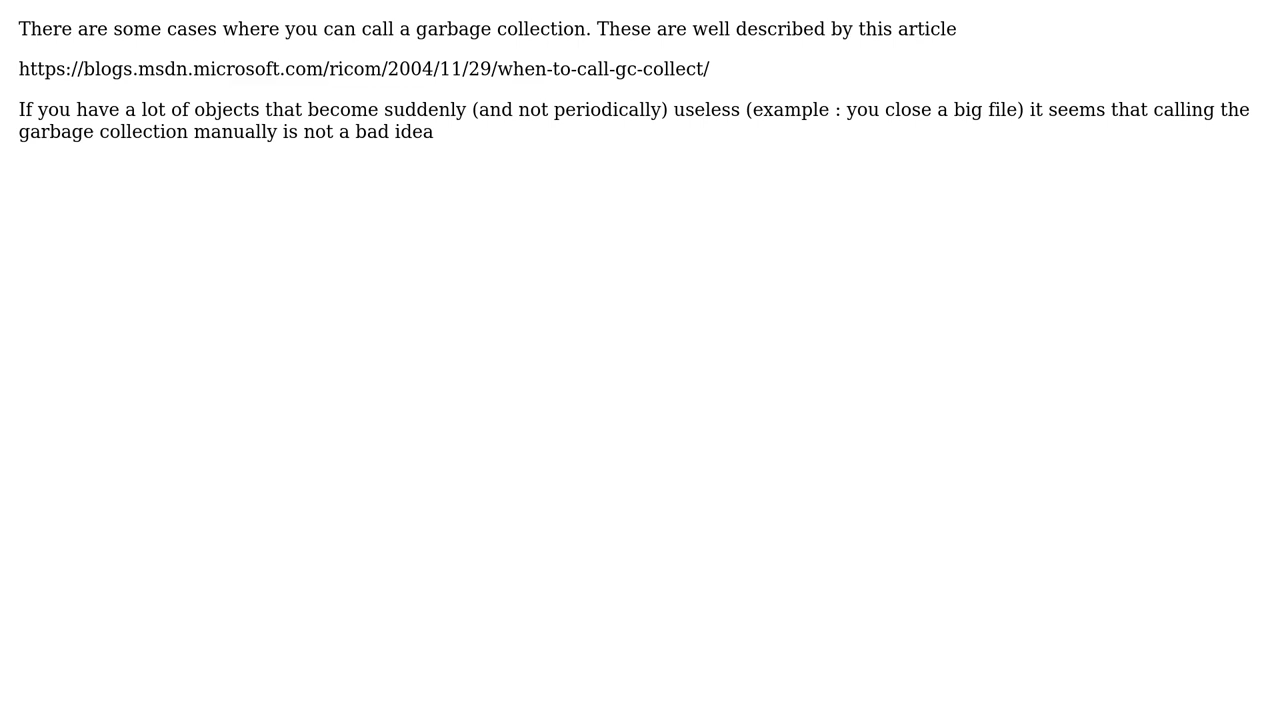 There are some cases where you can call a garbage collection. These are well described by this article
https://blogs.msdn.microsoft.com/ricom/2004/11/29/when-to-call-gc-collect/
If you have a lot of objects that become suddenly (and not periodically) useless (example : you close a big file) it seems that calling the
garbage collection manually is not a bad idea